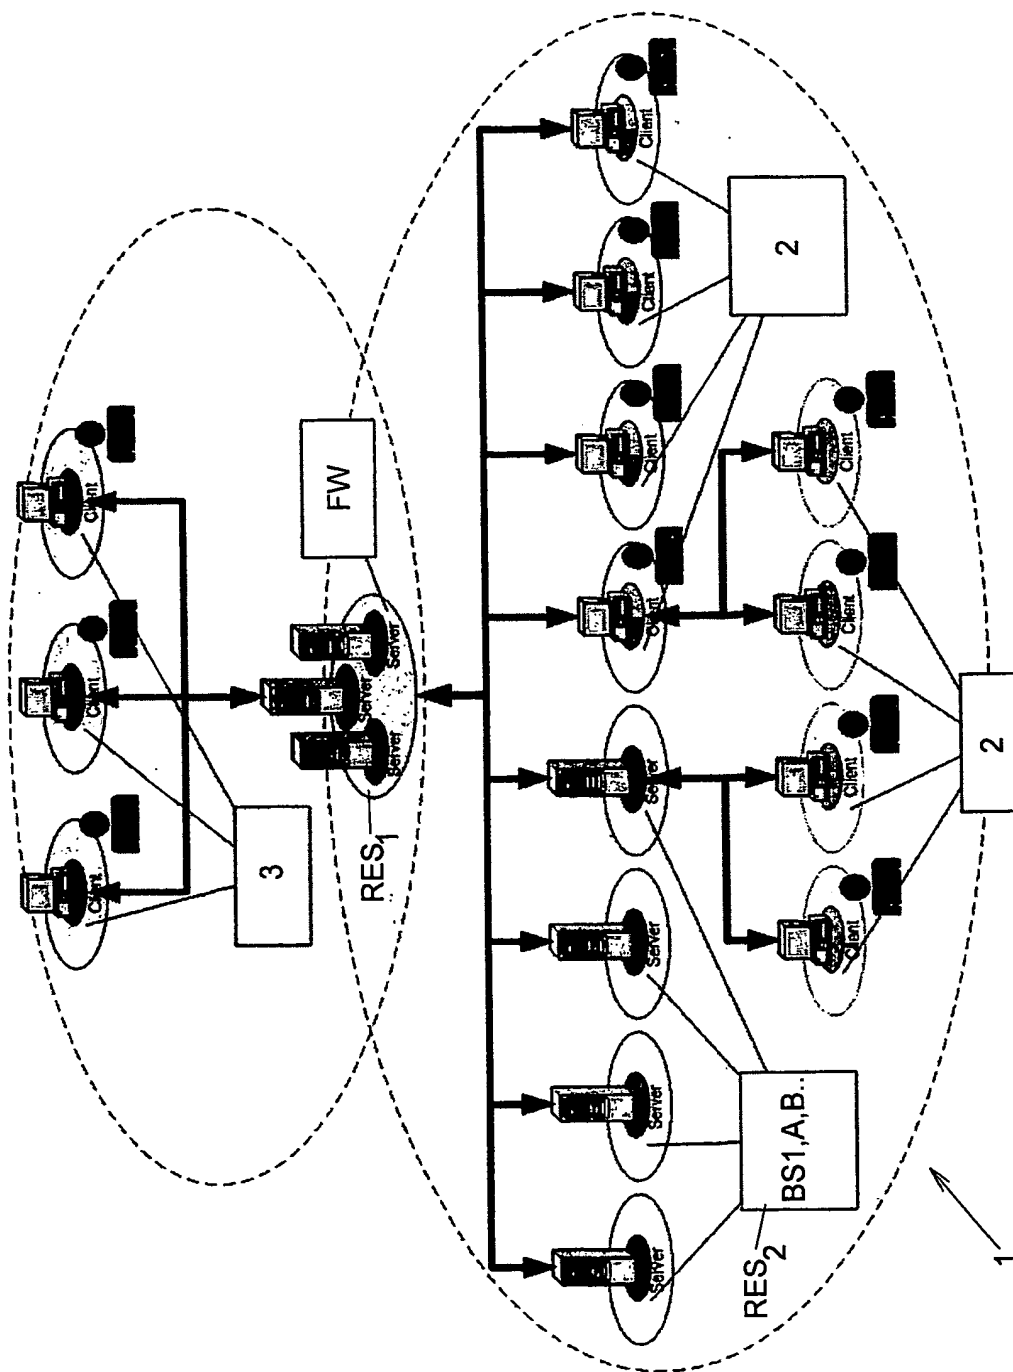 Client
Client
Client
3
FW
Server
Server
Server
RES1
Server
Server
Server
Server
Client
Client
Client
Client
2
Client
Client
Client
Client
BS1,A,B..
RES2
2
1